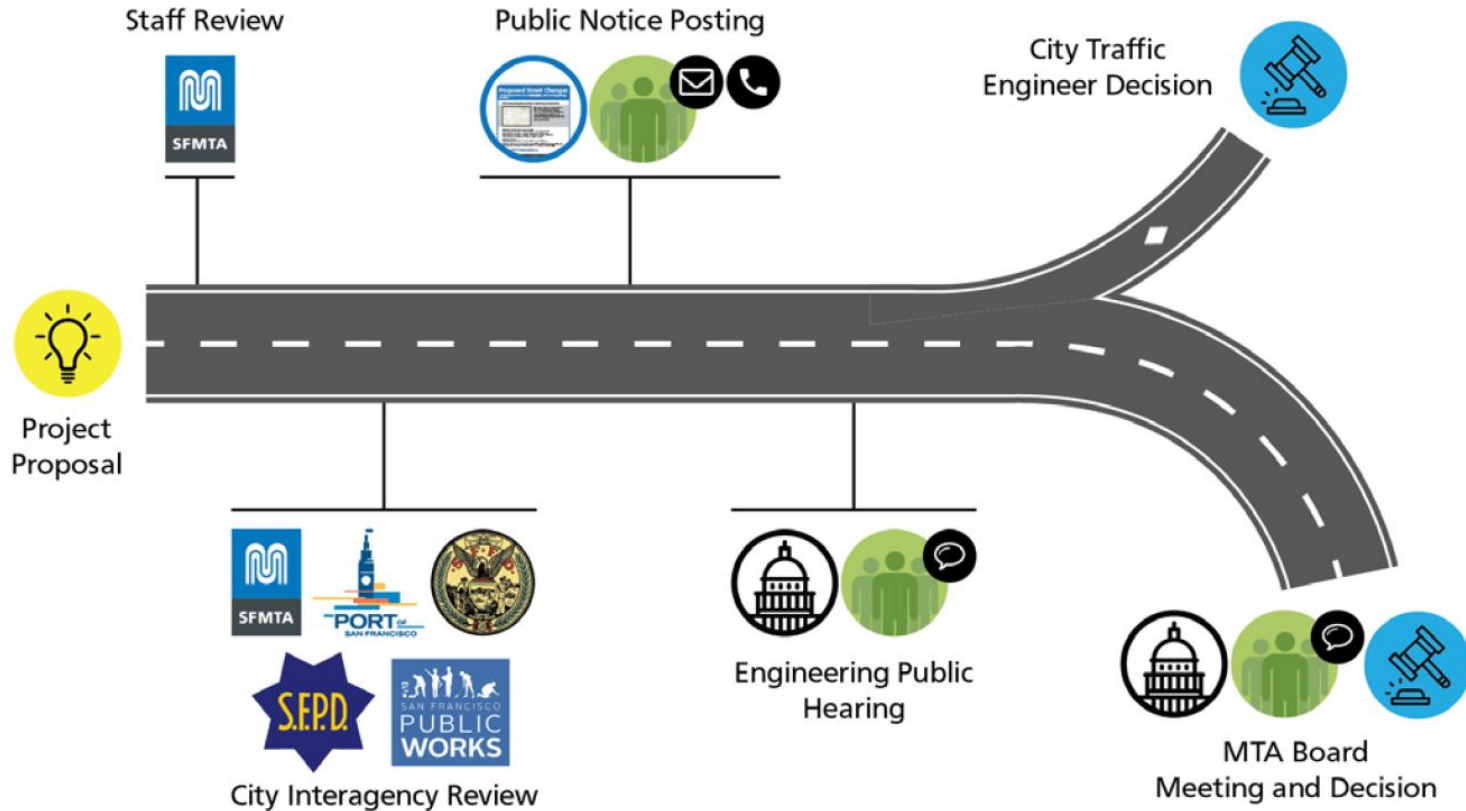 Staff Review
SFMTA
Public Notice Posting
Proposed Street Changes
City Traffic
Engineer Decision
Project
Proposal
SFMTA
PORT OF
SAN FRANCISCO
S.F.P.D.
SAN FRANCISCO
PUBLIC
WORKS
City Interagency Review
Engineering Public
Hearing
MTA Board
Meeting and Decision